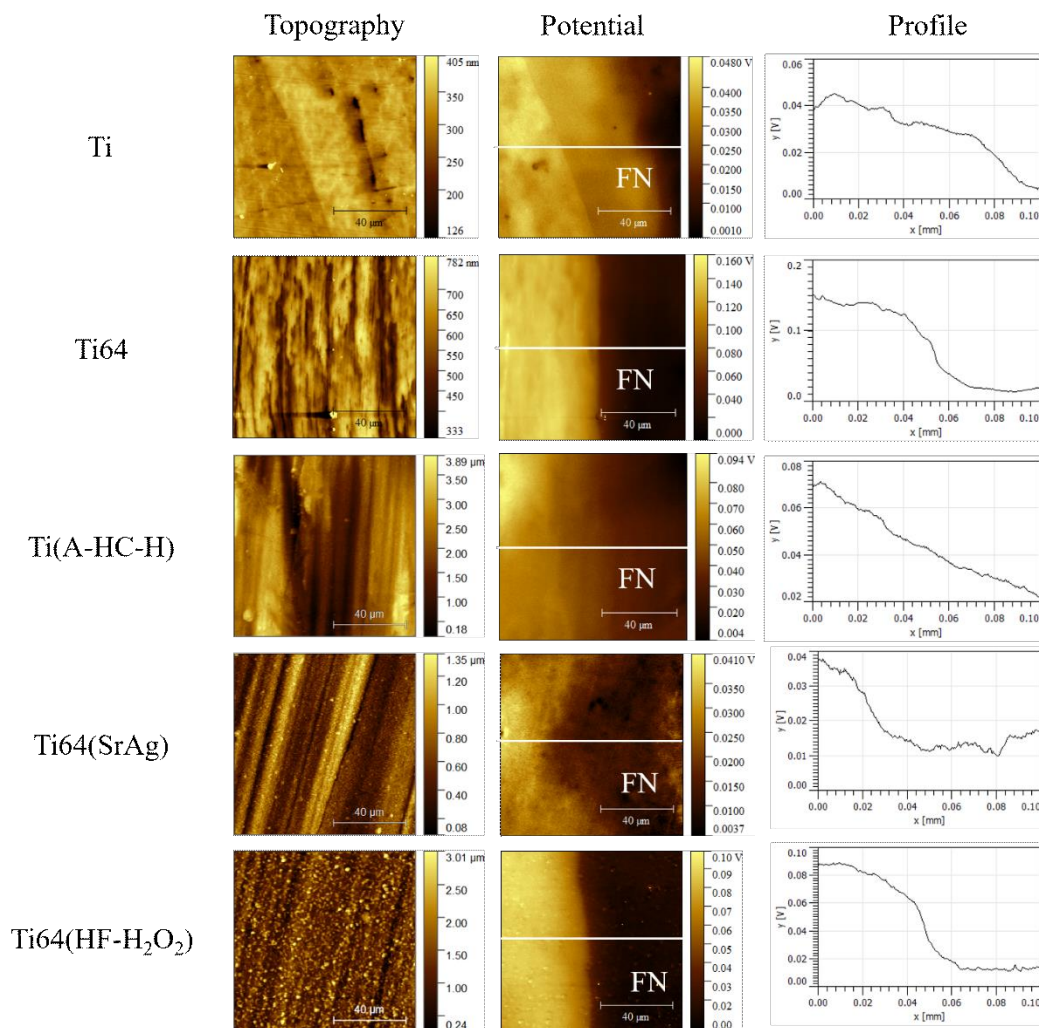 Topography Potential Profile
Ti
405 nm
350
300
250
200
126
40 µm
FN
40 µm
0.0480 V
0.0400
0.0350
0.0300
0.0250
0.0200
0.0150
0.0100
0.0010
0.06
0.04
0.02
0.00
y [V]
0.00 0.02 0.04 0.06 0.08 0.10
x [mm]
Ti64
782 nm
700
650
600
550
500
450
333
40 µm
FN
40 µm
0.160 V
0.140
0.120
0.100
0.080
0.060
0.040
0.000
0.2
0.1
0.0
y [V]
0.00 0.02 0.04 0.06 0.08 0.10
x [mm]
Ti(A-HC-H)
3.89 µm
3.50
3.00
2.50
2.00
1.50
1.00
0.18
40 µm
FN
40 µm
0.094 V
0.080
0.070
0.060
0.050
0.040
0.030
0.020
0.004
0.08
0.06
0.04
0.02
y [V]
0.00 0.02 0.04 0.06 0.08 0.10
x [mm]
Ti64(SrAg)
1.35 µm
1.20
1.00
0.80
0.60
0.40
0.08
40 µm
FN
40 µm
0.0410 V
0.0350
0.0300
0.0250
0.0200
0.0150
0.0100
0.0037
0.04
0.03
0.02
0.01
0.00
y [V]
0.00 0.02 0.04 0.06 0.08 0.10
x [mm]
Ti64(HF-H₂O₂)
3.01 µm
2.50
2.00
1.50
1.00
0.24
40 µm
FN
40 µm
0.10 V
0.09
0.08
0.07
0.06
0.05
0.04
0.03
0.02
0.00
0.10
0.08
0.06
0.04
0.02
0.00
y [V]
0.00 0.02 0.04 0.06 0.08 0.10
x [mm]